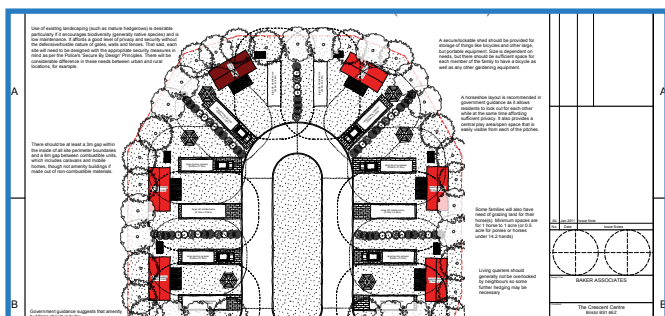 Use of existing landscaping (such as mature hedgerows) is desirable
particularly if it encourages biodiversity (generally native species) and is
low maintenance. It affords a good level of privacy and security without
the defensive/hostile nature of gates, walls and fences. That said, each
site will need to be designed with the appropriate security measures in
mind as per the Police's 'Secure By Design' Principles. There will be
considerable difference in these needs between urban and rural
locations, for example.
A secure/lockable shed should be provided for
storage of things like bicycles and other large,
but portable equipment. Size is dependent on
needs, but there should be sufficient space for
each member of the family to have a bicycle as
well as any other gardening equipment.
A
A
A horseshoe layout is recommended in
government guidance as it allows
residents to look out for each other
while at the same time affording
sufficient privacy. It also provides a
central play area/open space that is
easily visible from each of the pitches.
There should be at least a 3m gap within
the inside of all site perimeter boundaries
and a 6m gap between combustible units,
which includes caravans and mobile
homes, though not amenity buildings if
made out of non-combustible materials.
Some families will also have
need of grazing land for their
horse(s). Minimum spaces are
for 1 horse to 1 acre (or 0.5
acre for ponies or horses
under 14.2 hands)
Jan 2011 Issue Note
No. Date Issue Notes
Living quarters should
generally not be overlooked
by neighbours so some
further hedging may be
necessary
BAKER ASSOCIATES
B
B
The Crescent Centre
Bristol BS1 6EZ
Government guidance suggests that amenity